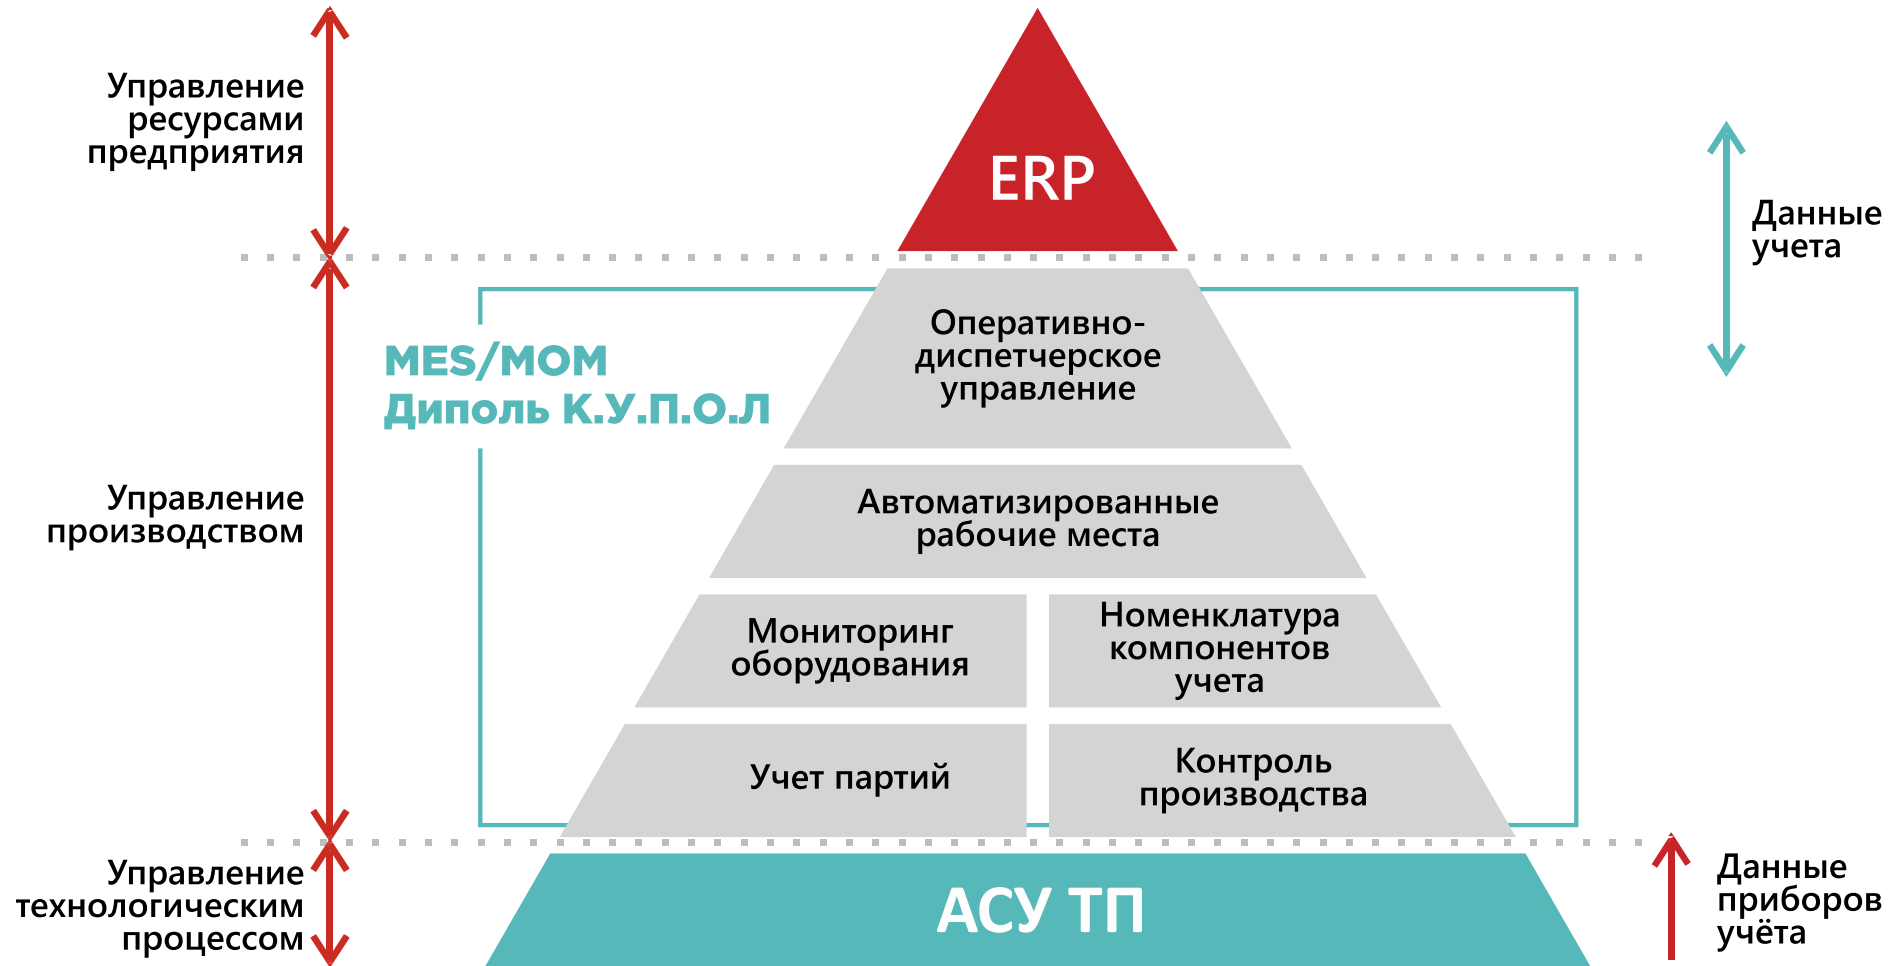 Управление
ресурсами
предприятия
ERP
Данные
учета
MES/MOM
Диполь К.У.П.О.Л
Оперативно-
диспетчерское
управление
Управление
производством
Автоматизированные
рабочие места
Мониторинг
оборудования
Номенклатура
компонентов
учета
Учет партий
Контроль
производства
Управление
технологическим
процессом
АСУ ТП
Данные
приборов
учёта